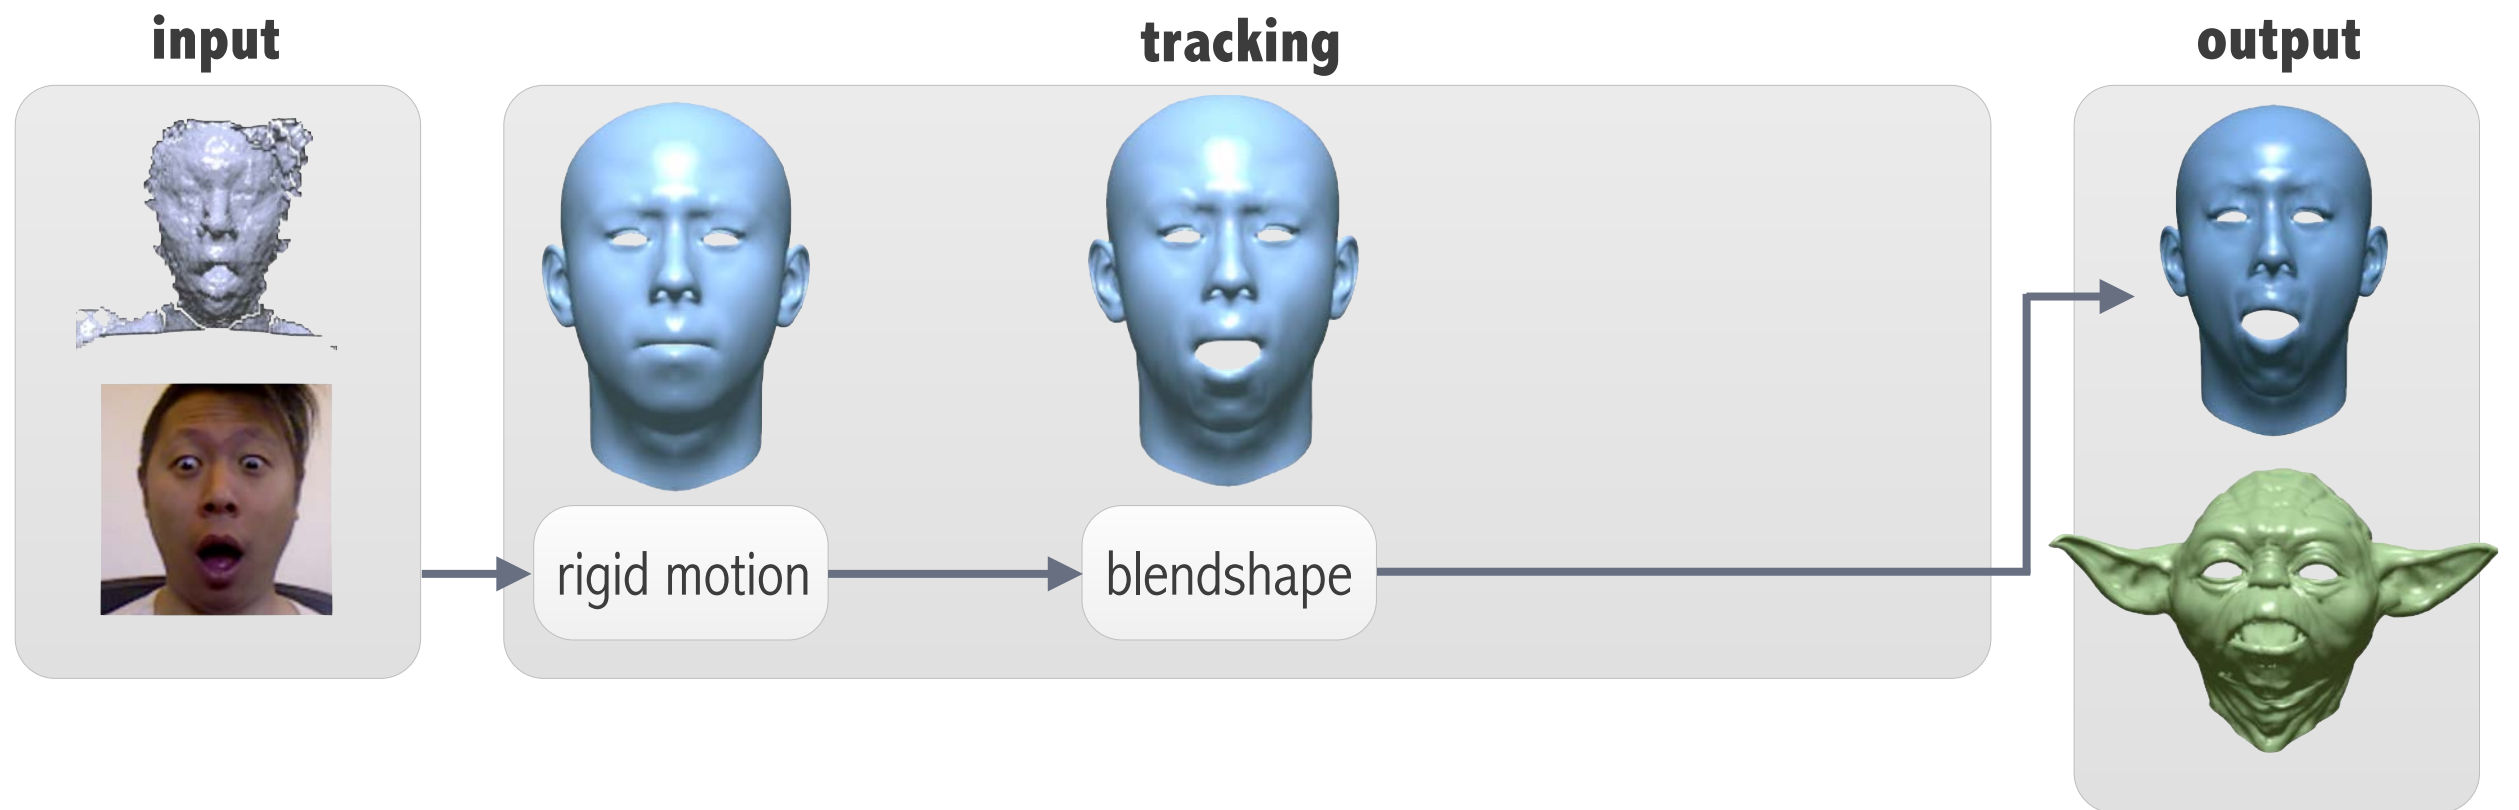 input
tracking
output
rigid motion
blendshape